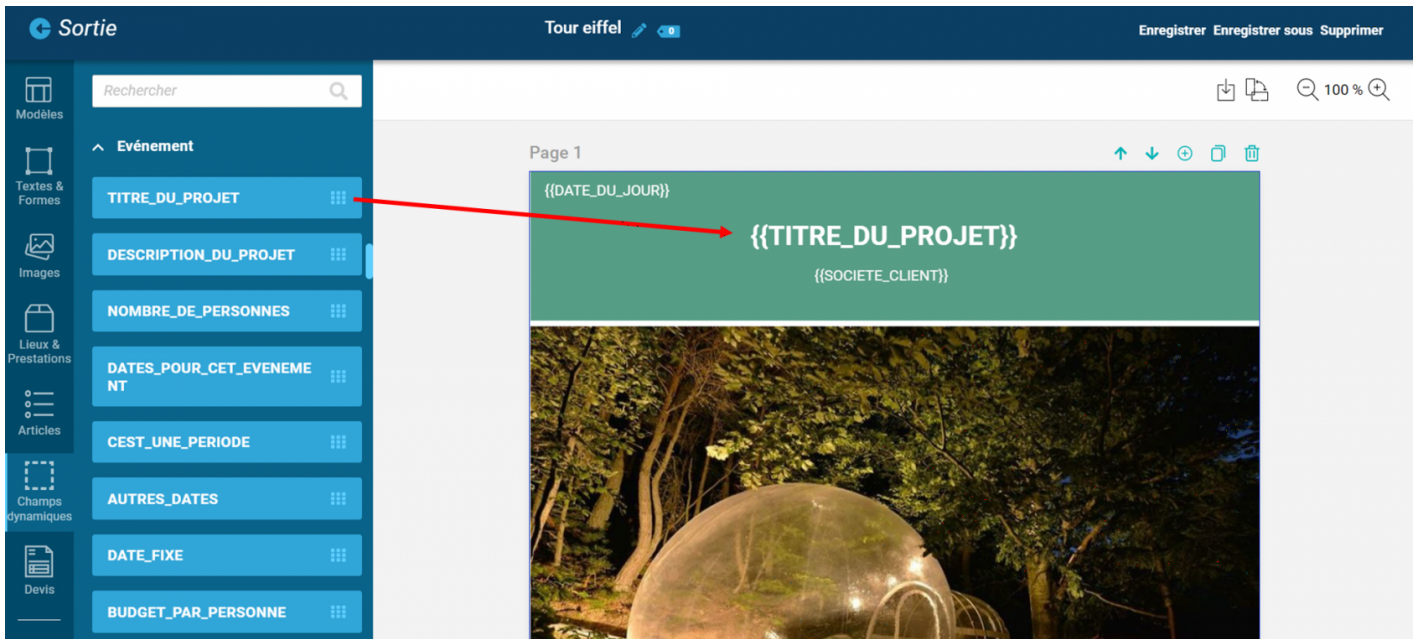 Sortie
Tour eiffel
0
Enregistrer Enregistrer sous Supprimer
Modèles
Textes &
Formes
Images
Lieux &
Prestations
Articles
Champs
dynamiques
Devis
Rechercher
Evénement
TITRE_DU_PROJET
DESCRIPTION_DU_PROJET
NOMBRE_DE_PERSONNES
DATES_POUR_CET_EVENEME
NT
CEST_UNE_PERIODE
AUTRES_DATES
DATE_FIXE
BUDGET_PAR_PERSONNE
100 %
Page 1
{{DATE_DU_JOUR}}
{{TITRE_DU_PROJET}}
{{SOCIETE_CLIENT}}